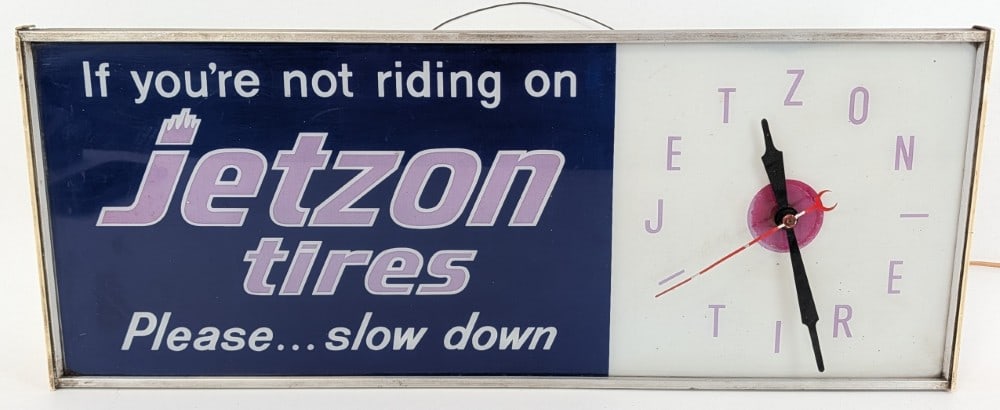 If you're not riding on
jetzon
tires
Please... slow down
J E T Z O N
— T I R E —